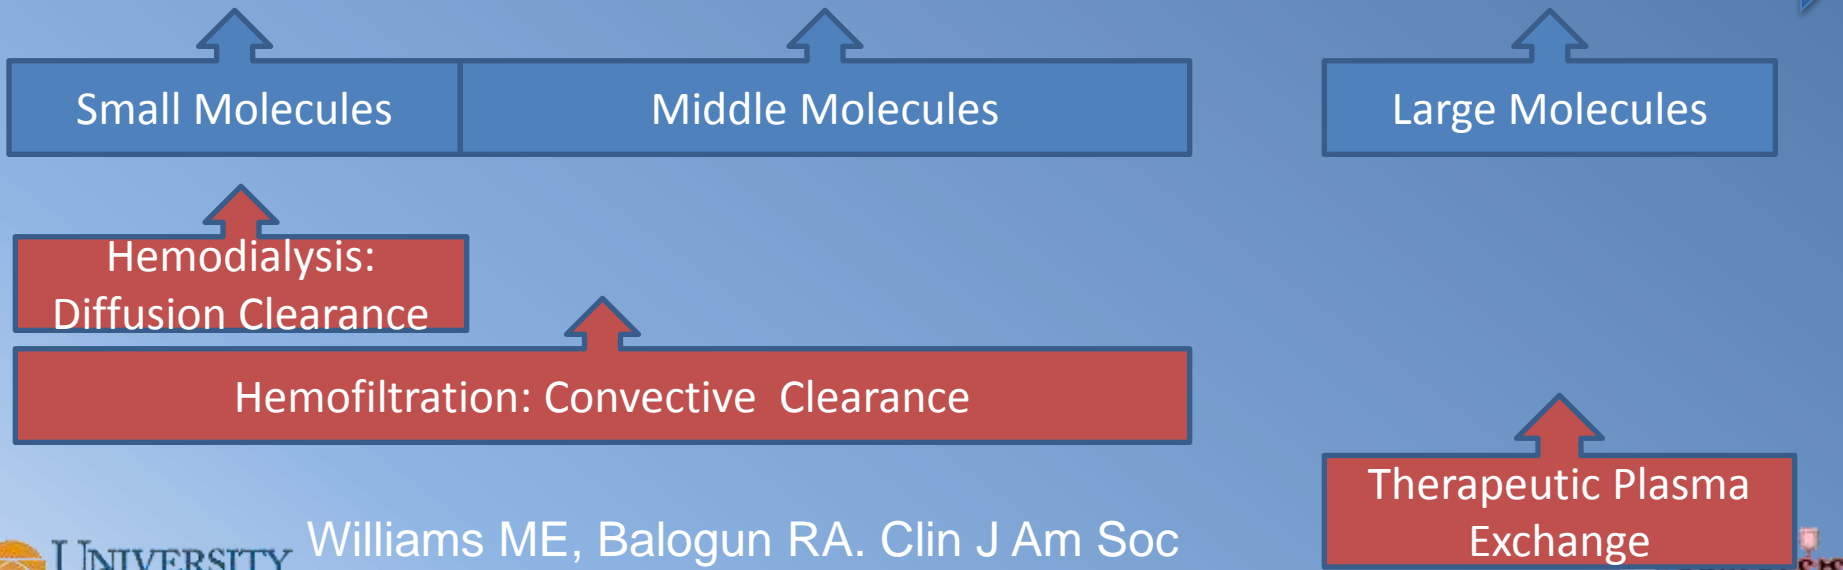 Small Molecules
Middle Molecules
Large Molecules
Hemodialysis:
Diffusion Clearance
Hemofiltration: Convective Clearance
Therapeutic Plasma
Exchange
UNIVERSITY
Williams ME, Balogun RA. Clin J Am Soc